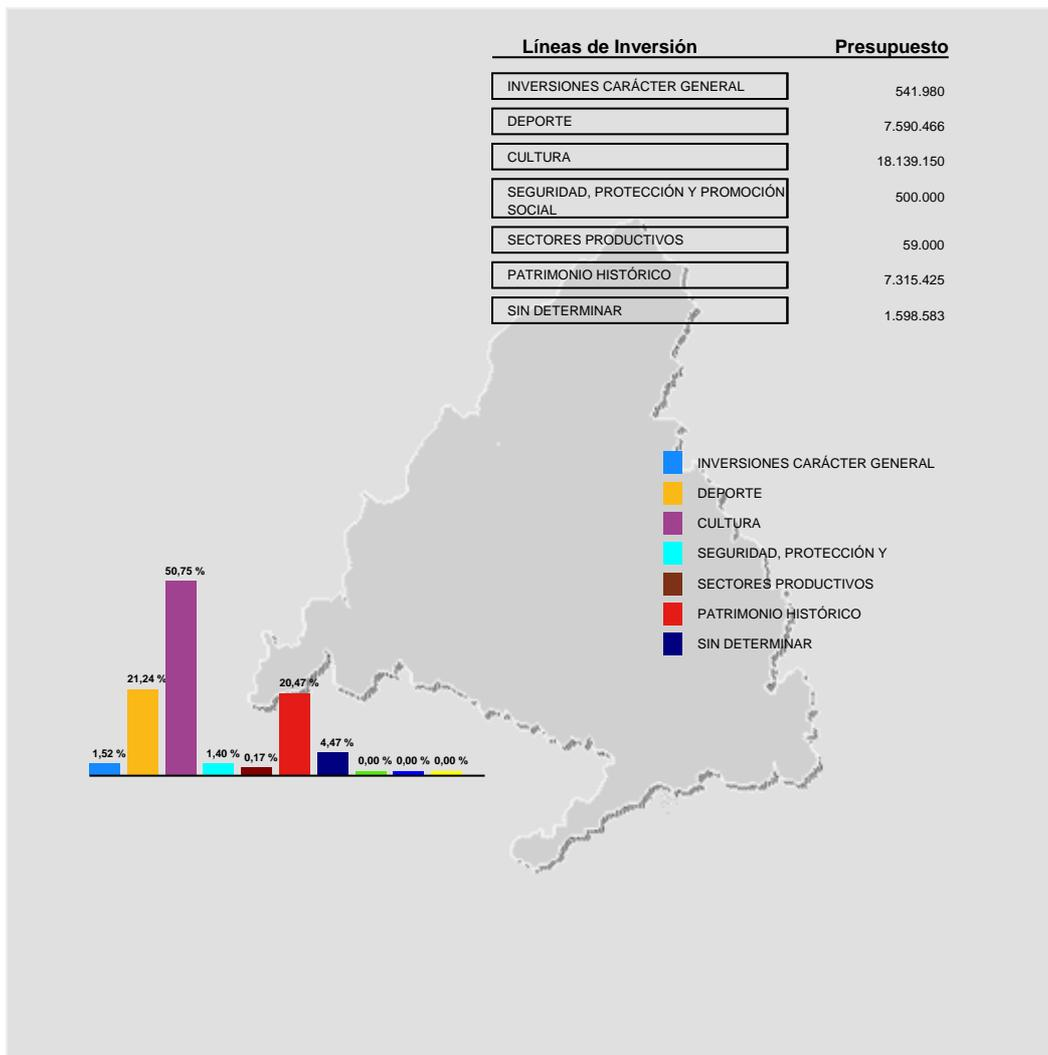 Líneas de Inversión Presupuesto
INVERSIONES CARÁCTER GENERAL 541.980
DEPORTE 7.590.466
CULTURA 18.139.150
SEGURIDAD, PROTECCIÓN Y PROMOCIÓN
SOCIAL 500.000
SECTORES PRODUCTIVOS 59.000
PATRIMONIO HISTÓRICO 7.315.425
SIN DETERMINAR 1.598.583
INVERSIONES CARÁCTER GENERAL
DEPORTE
CULTURA
SEGURIDAD, PROTECCIÓN Y
SECTORES PRODUCTIVOS
PATRIMONIO HISTÓRICO
SIN DETERMINAR
1,52 % 21,24 % 50,75 % 1,40 % 0,17 % 20,47 % 4,47 % 0,00 % 0,00 % 0,00 %